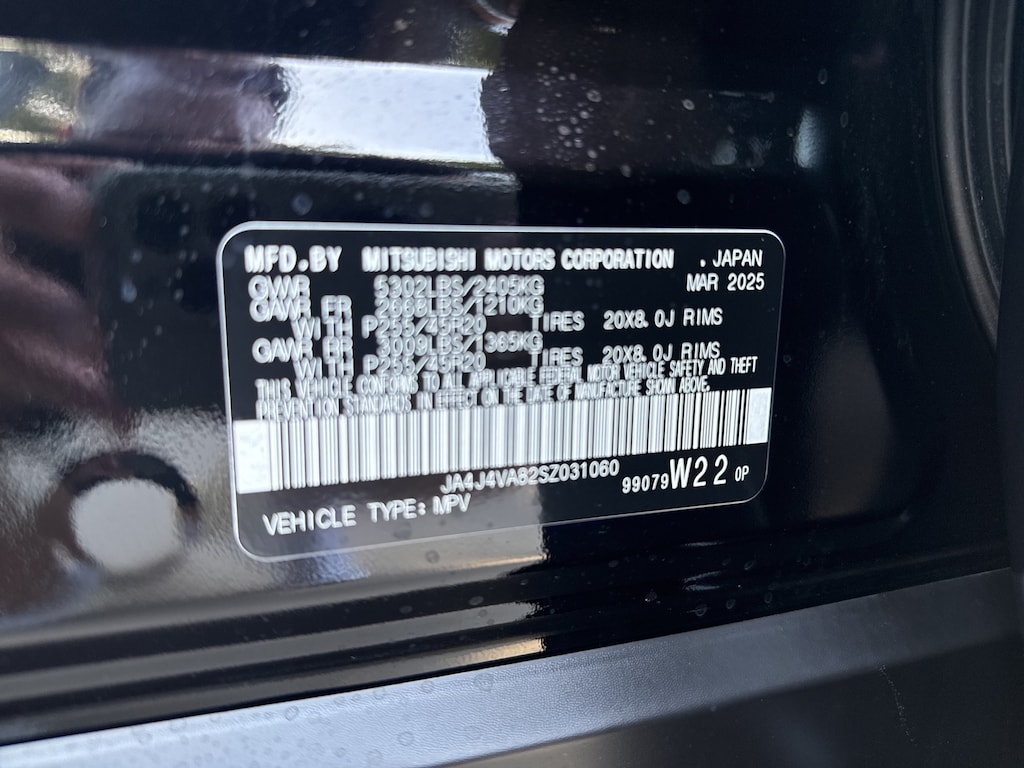 MFD.BY MITSUBISHI MOTORS CORPORATION . JAPAN
MAR 2025
GVWR 5302LBS/2405KG
GAWR FR 2668LBS/1210KG
WITH P255/45R20 TIRES 20X8.0J RIMS
GAWR RR 3009LBS/1365KG
WITH P255/45R20 TIRES 20X8.0J RIMS
THIS VEHICLE CONFORMS TO ALL APPLICABLE FEDERAL MOTOR VEHICLE SAFETY AND THEFT
PREVENTION STANDARDS IN EFFECT ON THE DATE OF MANUFACTURE SHOWN ABOVE.
JA4J4VA82SZ031060
99079W22 0P
VEHICLE TYPE: MPV